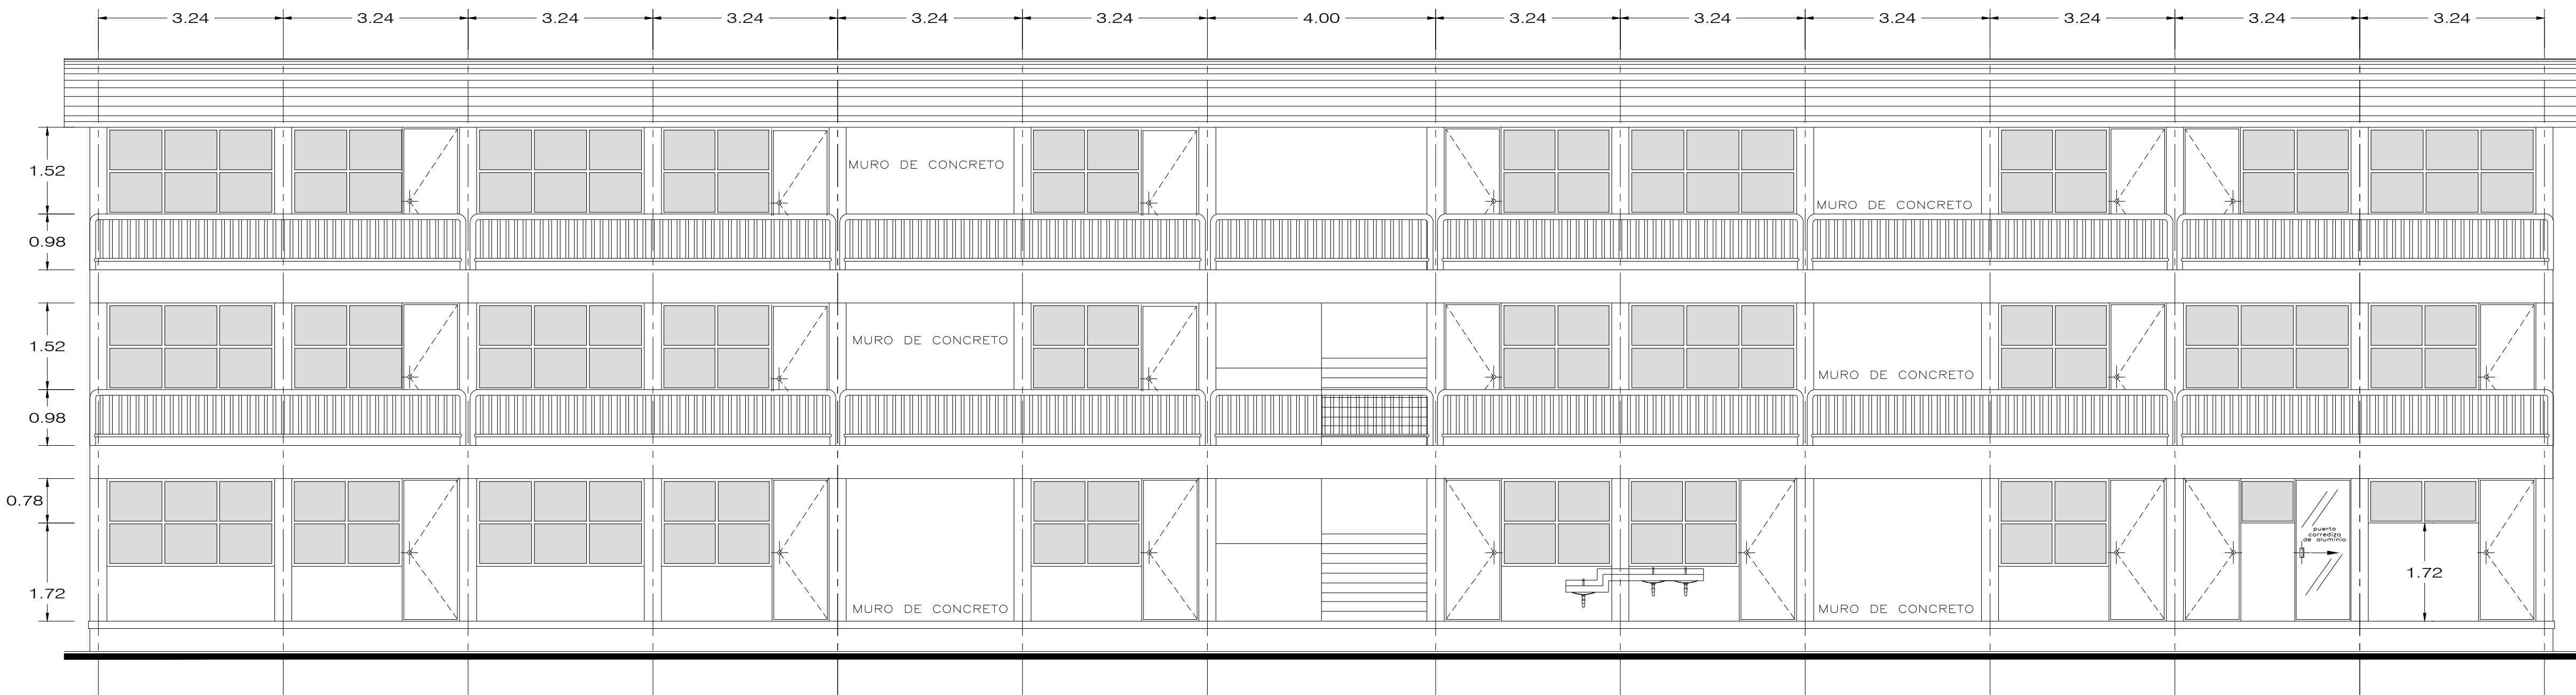 3.24 3.24 3.24 3.24 3.24 3.24 4.00 3.24 3.24 3.24 3.24 3.24 3.24
1.52
MURO DE CONCRETO
MURO DE CONCRETO
0.98
1.52
MURO DE CONCRETO
MURO DE CONCRETO
0.98
0.78
puerta
corrediza
de aluminio
1.72
1.72
MURO DE CONCRETO
MURO DE CONCRETO